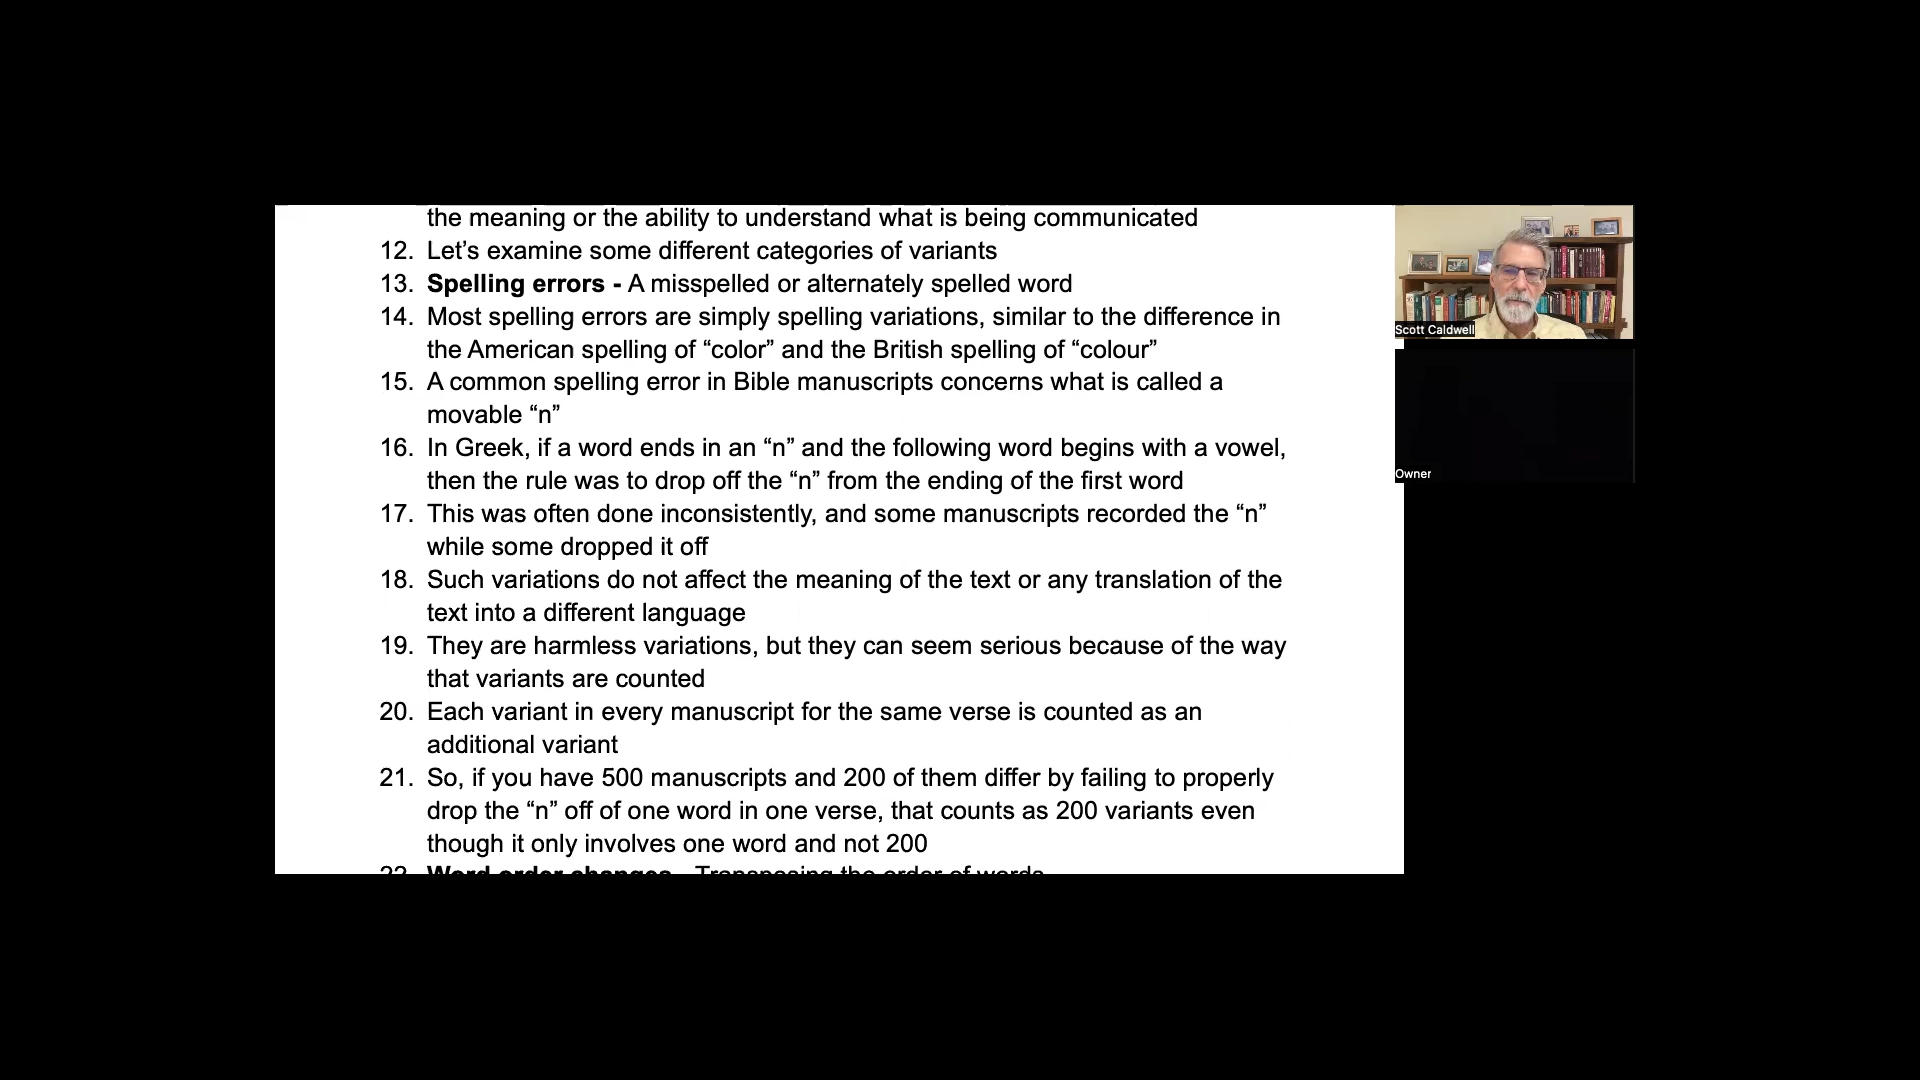 the meaning or the ability to understand what is being communicated
12. Let’s examine some different categories of variants
13. Spelling errors - A misspelled or alternately spelled word
14. Most spelling errors are simply spelling variations, similar to the difference in
the American spelling of “color” and the British spelling of “colour”
15. A common spelling error in Bible manuscripts concerns what is called a
movable “n”
16. In Greek, if a word ends in an “n” and the following word begins with a vowel,
then the rule was to drop off the “n” from the ending of the first word
17. This was often done inconsistently, and some manuscripts recorded the “n”
while some dropped it off
18. Such variations do not affect the meaning of the text or any translation of the
text into a different language
19. They are harmless variations, but they can seem serious because of the way
that variants are counted
20. Each variant in every manuscript for the same verse is counted as an
additional variant
21. So, if you have 500 manuscripts and 200 of them differ by failing to properly
drop the “n” off of one word in one verse, that counts as 200 variants even
though it only involves one word and not 200
22. Word order changes - Transposing the order of words
Scott Caldwell
Owner